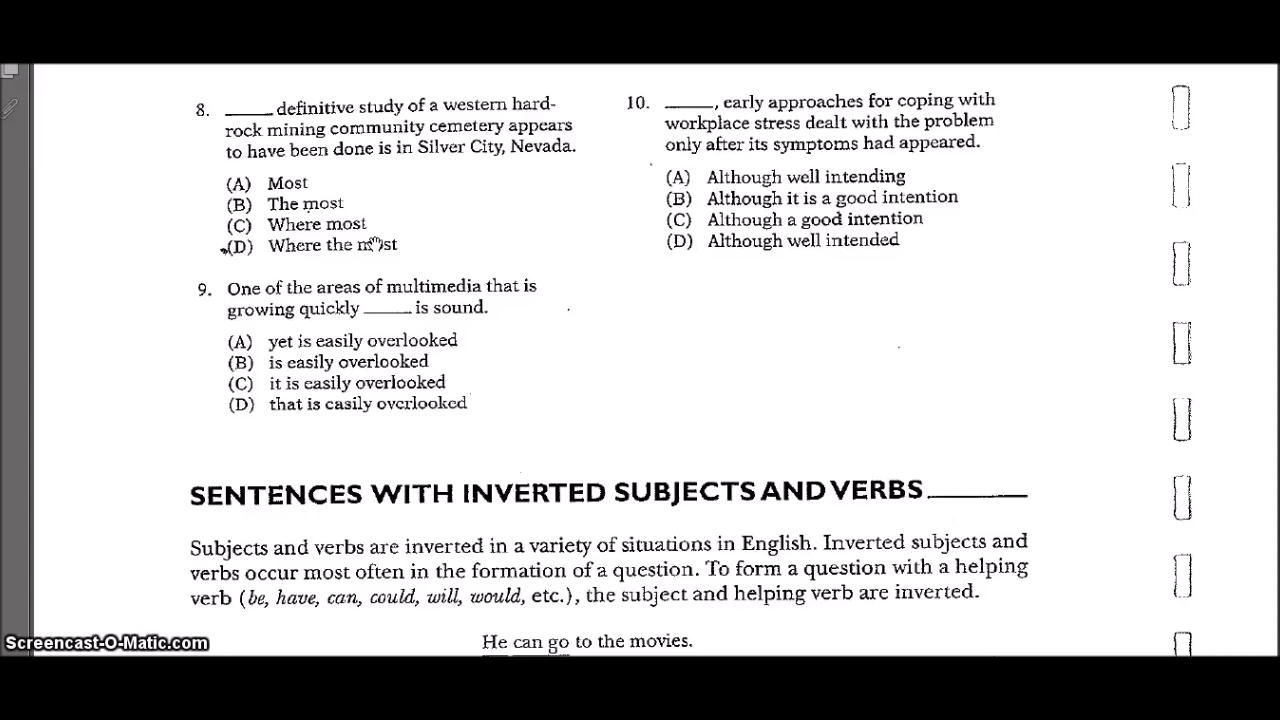 8. _____ definitive study of a western hard-
rock mining community cemetery appears
to have been done is in Silver City, Nevada.
(A) Most
(B) The most
(C) Where most
(D) Where the most
9. One of the areas of multimedia that is
growing quickly _____ is sound.
(A) yet is easily overlooked
(B) is easily overlooked
(C) it is easily overlooked
(D) that is easily overlooked
10. _____, early approaches for coping with
workplace stress dealt with the problem
only after its symptoms had appeared.
(A) Although well intending
(B) Although it is a good intention
(C) Although a good intention
(D) Although well intended
SENTENCES WITH INVERTED SUBJECTS AND VERBS_____
Subjects and verbs are inverted in a variety of situations in English. Inverted subjects and
verbs occur most often in the formation of a question. To form a question with a helping
verb (be, have, can, could, will, would, etc.), the subject and helping verb are inverted.
He can go to the movies.
Screencast-O-Matic.com